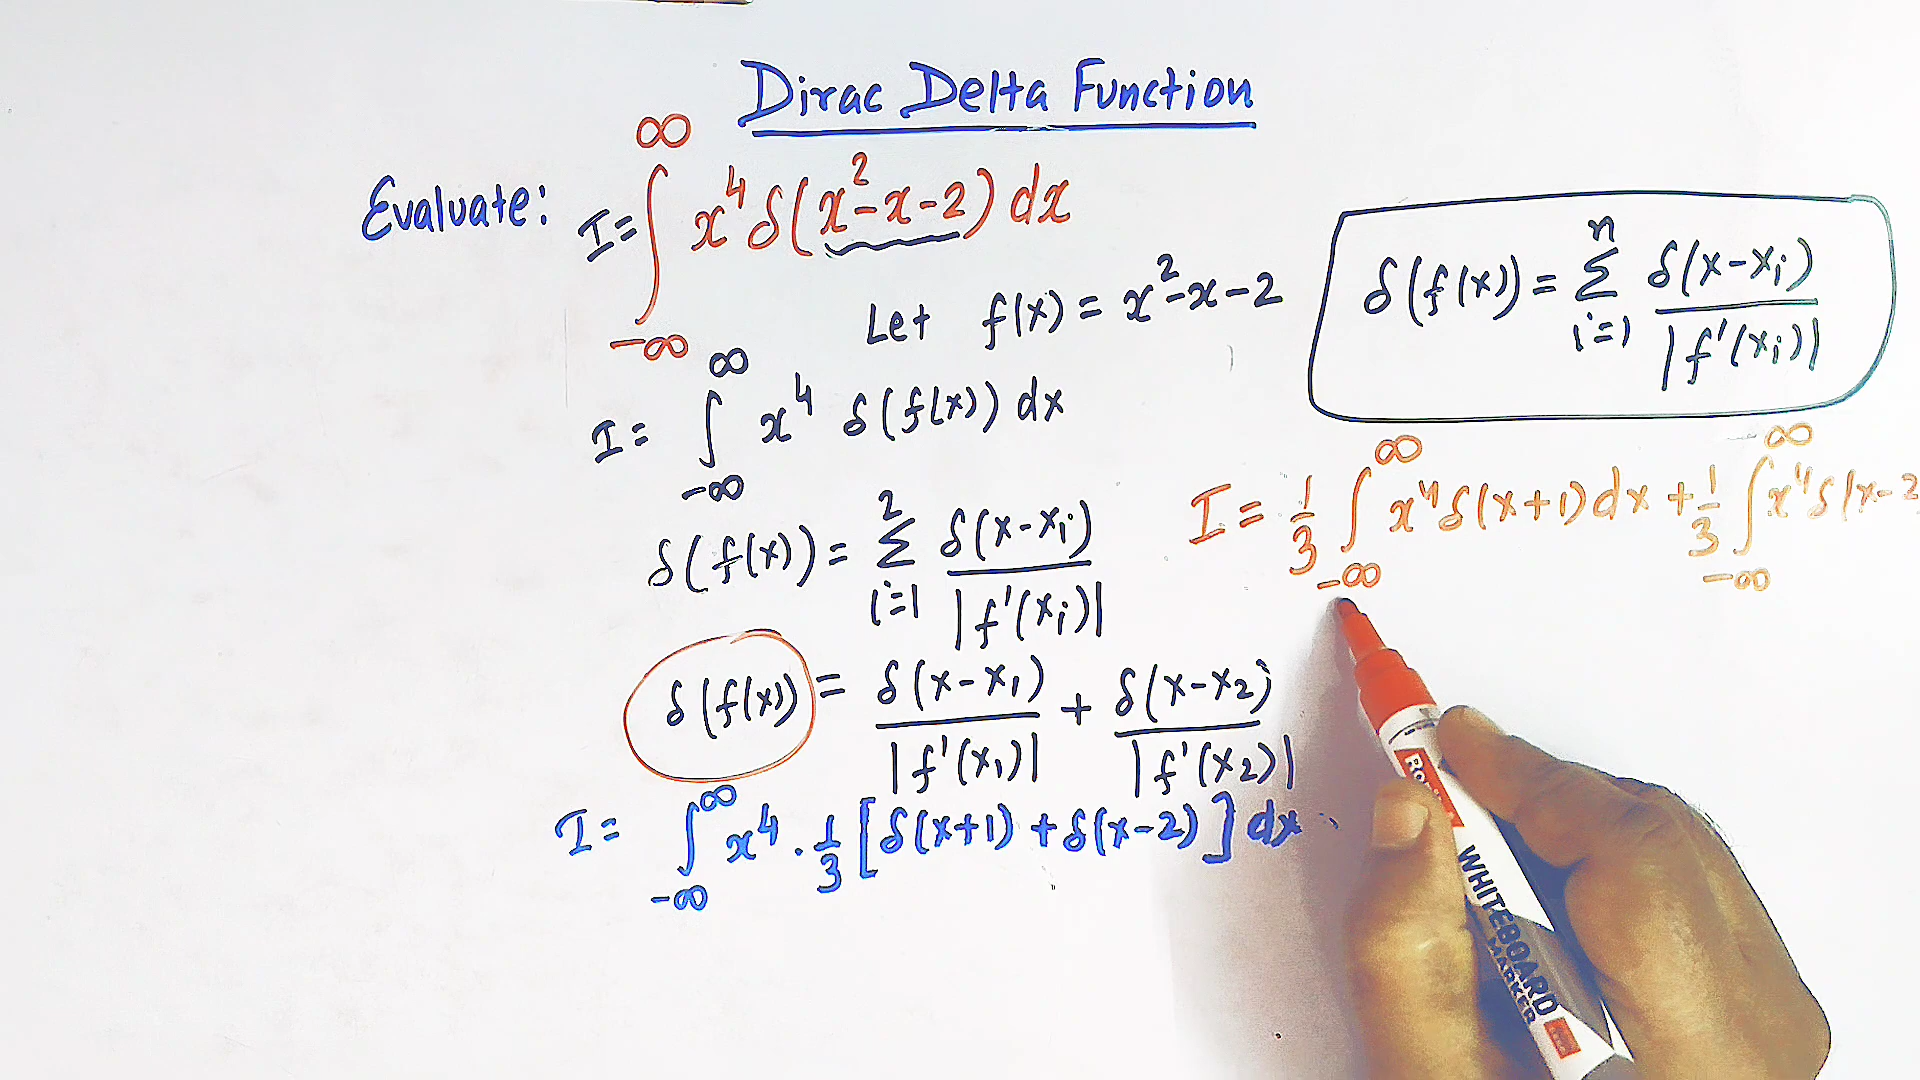 Dirac Delta Function
Evaluate: I = ∫_{-∞}^{∞} x⁴ δ(x²-x-2) dx
Let f(x) = x²-x-2
δ(f(x)) = Σ_{i=1}^{n} δ(x-xᵢ) / |f'(xᵢ)|
I = ∫_{-∞}^{∞} x⁴ δ(f(x)) dx
δ(f(x)) = Σ_{i=1}^{2} δ(x-xᵢ) / |f'(xᵢ)|
δ(f(x)) = δ(x-x₁) / |f'(x₁)| + δ(x-x₂) / |f'(x₂)|
I = ∫_{-∞}^{∞} x⁴ . 1/3 [δ(x+1) + δ(x-2)] dx
I = 1/3 ∫_{-∞}^{∞} x⁴ δ(x+1) dx + 1/3 ∫_{-∞}^{∞} x⁴ δ(x-2
WHITEBOARD
MARKER